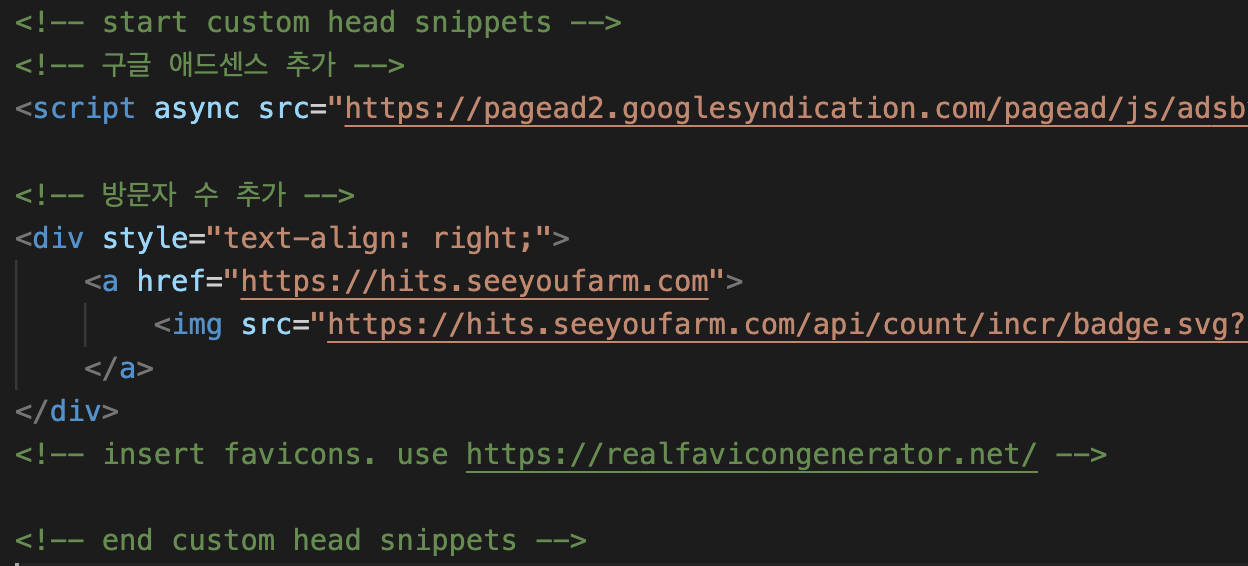 <!-- start custom head snippets -->
<!-- 구글 애드센스 추가 -->
<script async src="https://pagead2.googlesyndication.com/pagead/js/adsb
<!-- 방문자 수 추가 -->
<div style="text-align: right;">
<a href="https://hits.seeyoufarm.com">
<img src="https://hits.seeyoufarm.com/api/count/incr/badge.svg?
</a>
</div>
<!-- insert favicons. use https://realfavicongenerator.net/ -->
<!-- end custom head snippets -->